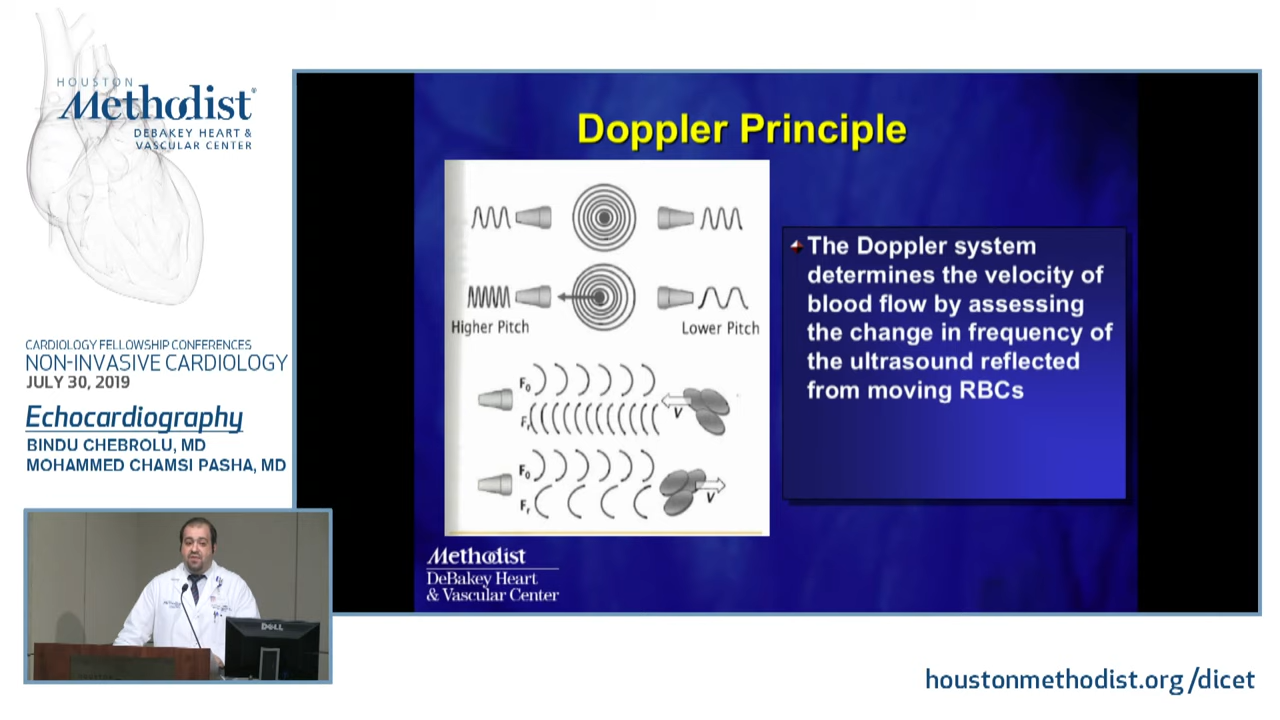 HOUSTON
Methodist®
DEBAKEY HEART &
VASCULAR CENTER
CARDIOLOGY FELLOWSHIP CONFERENCES
NON-INVASIVE CARDIOLOGY
JULY 30, 2019
Echocardiography
BINDU CHEBROLU, MD
MOHAMMED CHAMSI PASHA, MD
Doppler Principle
Higher Pitch
Lower Pitch
F₀
V
Fᵣ
F₀
V
Fᵣ
The Doppler system
determines the velocity of
blood flow by assessing
the change in frequency of
the ultrasound reflected
from moving RBCs
Methodist
DeBakey Heart
& Vascular Center
DELL
houstonmethodist.org/dicet